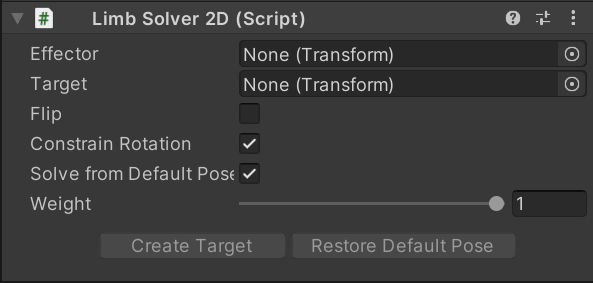 Limb Solver 2D (Script)
Effector None (Transform)
Target None (Transform)
Flip
Constrain Rotation
Solve from Default Pose
Weight 1
Create Target Restore Default Pose